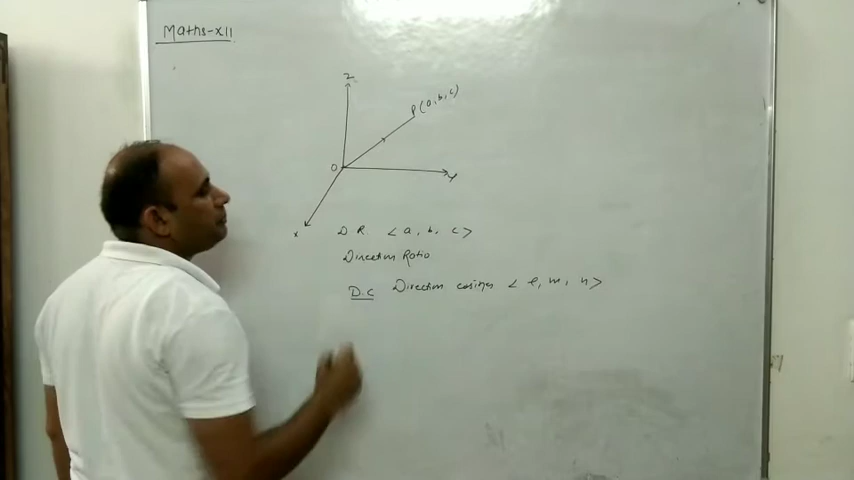 Maths-XII
Z
P(a, b, c)
O
Y
X
D R <a, b, c>
Direction Ratio
D.C Direction cosines <l, m, n>